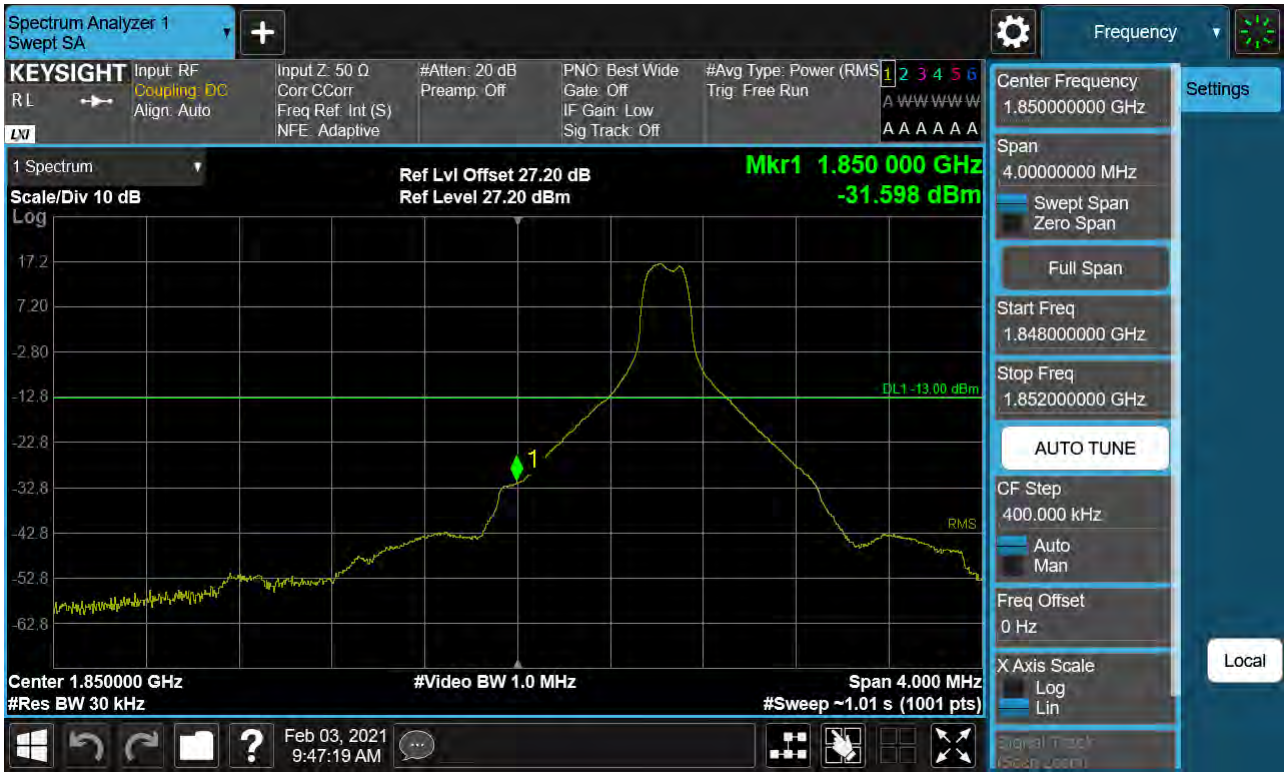 Spectrum Analyzer 1
Swept SA
Frequency
KEYSIGHT
RL
LXI
Input: RF
Coupling: DC
Align: Auto
Input Z: 50 Ω
Corr CCorr
Freq Ref: Int (S)
NFE: Adaptive
#Atten: 20 dB
Preamp: Off
PNO: Best Wide
Gate: Off
IF Gain: Low
Sig Track: Off
#Avg Type: Power (RMS
Trig: Free Run
1 2 3 4 5 6
A W W W W W
A A A A A A
1 Spectrum
Scale/Div 10 dB
Log
Ref Lvl Offset 27.20 dB
Ref Level 27.20 dBm
Mkr1 1.850 000 GHz
-31.598 dBm
17.2
7.20
-2.80
-12.8
-22.8
-32.8
-42.8
-52.8
-62.8
DL1 -13.00 dBm
1
RMS
Center 1.850000 GHz
#Res BW 30 kHz
#Video BW 1.0 MHz
Span 4.000 MHz
#Sweep ~1.01 s (1001 pts)
Center Frequency
1.850000000 GHz
Span
4.00000000 MHz
Swept Span
Zero Span
Full Span
Start Freq
1.848000000 GHz
Stop Freq
1.852000000 GHz
AUTO TUNE
CF Step
400.000 kHz
Auto
Man
Freq Offset
0 Hz
X Axis Scale
Log
Lin
Signal Track
(Span Zoom)
Settings
Local
?
Feb 03, 2021
9:47:19 AM